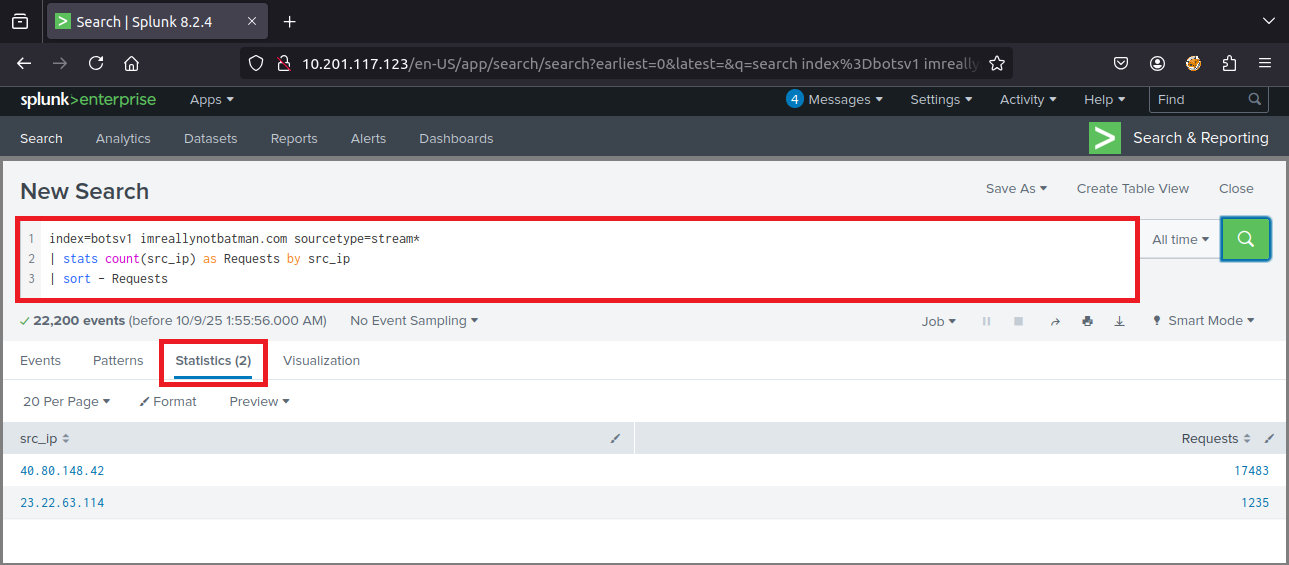 Search | Splunk 8.2.4
10.201.117.123/en-US/app/search/search?earliest=0&latest=&q=search index%3Dbotsv1 imreally
splunk>enterprise Apps 4 Messages Settings Activity Help Find
Search Analytics Datasets Reports Alerts Dashboards Search & Reporting
New Search Save As Create Table View Close
1 index=botsv1 imreallynotbatman.com sourcetype=stream* All time
2 | stats count(src_ip) as Requests by src_ip
3 | sort - Requests
22,200 events (before 10/9/25 1:55:56.000 AM) No Event Sampling Job Smart Mode
Events Patterns Statistics (2) Visualization
20 Per Page Format Preview
src_ip Requests
40.80.148.42 17483
23.22.63.114 1235